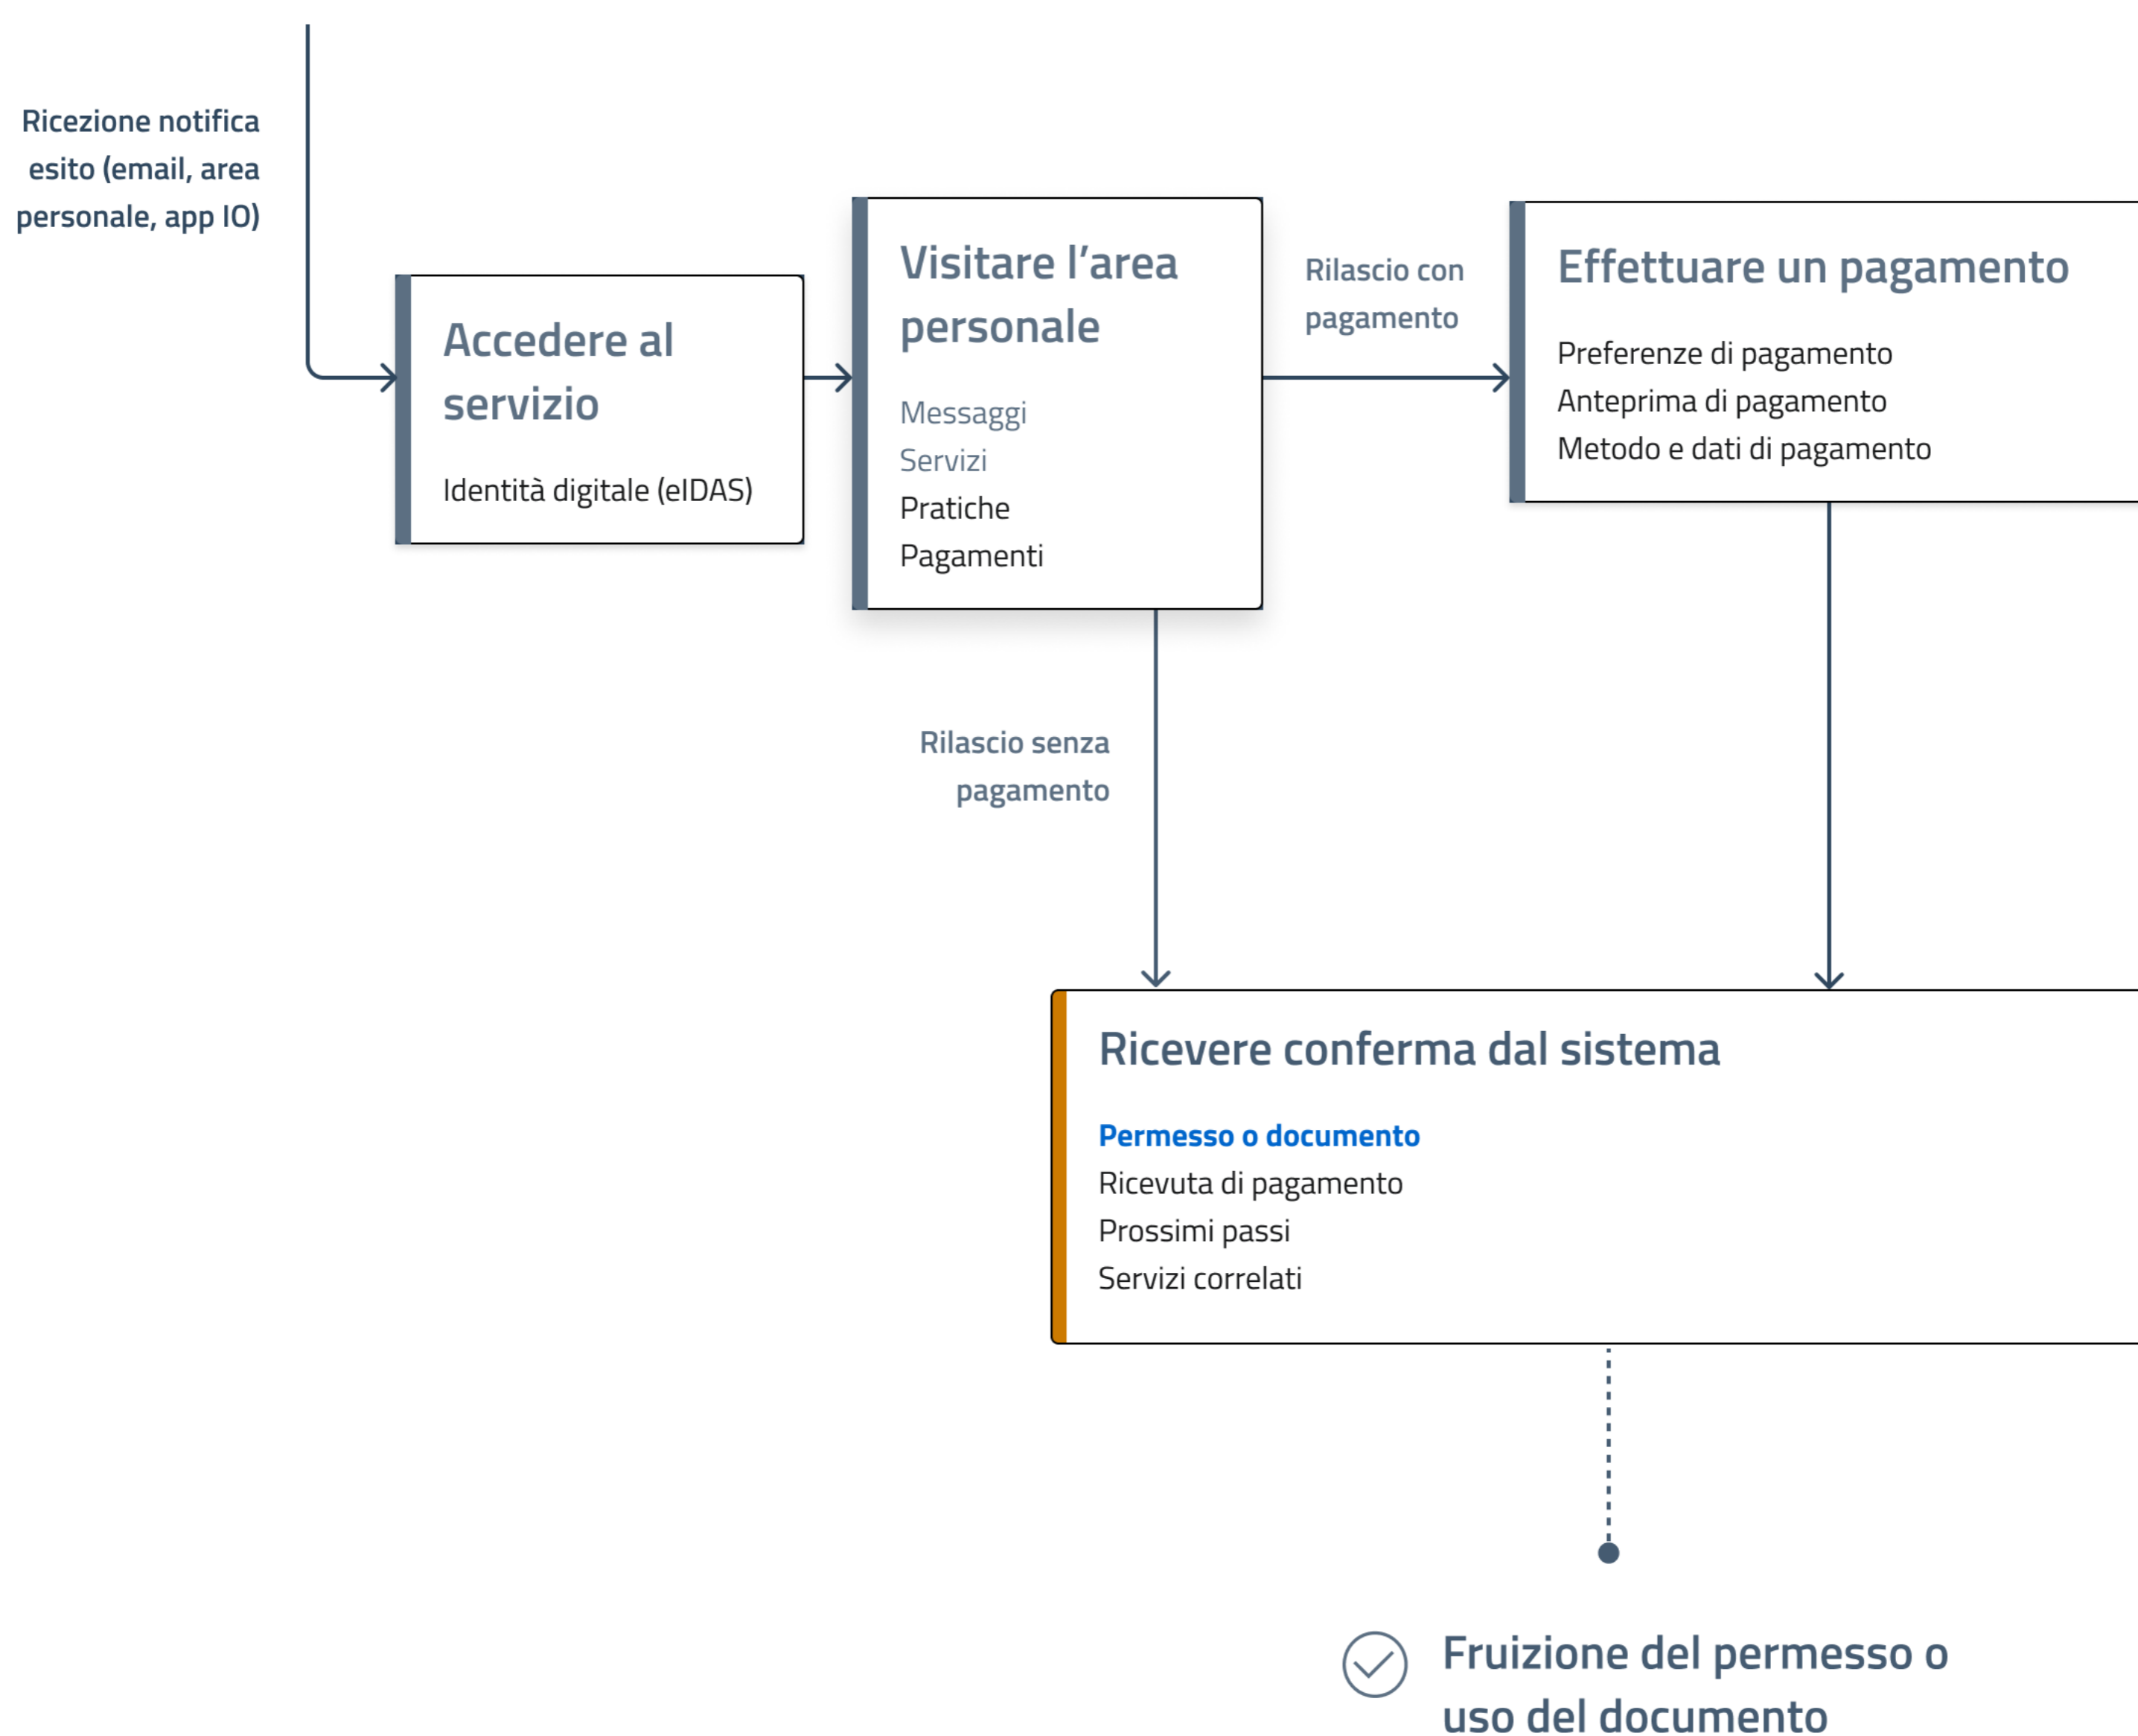 Ricezione notifica
esito (email, area
personale, app IO)
Accedere al
servizio
Identità digitale (eIDAS)
Visitare l’area
personale
Messaggi
Servizi
Pratiche
Pagamenti
Rilascio con
pagamento
Effettuare un pagamento
Preferenze di pagamento
Anteprima di pagamento
Metodo e dati di pagamento
Rilascio senza
pagamento
Ricevere conferma dal sistema
Permesso o documento
Ricevuta di pagamento
Prossimi passi
Servizi correlati
Fruizione del permesso o
uso del documento